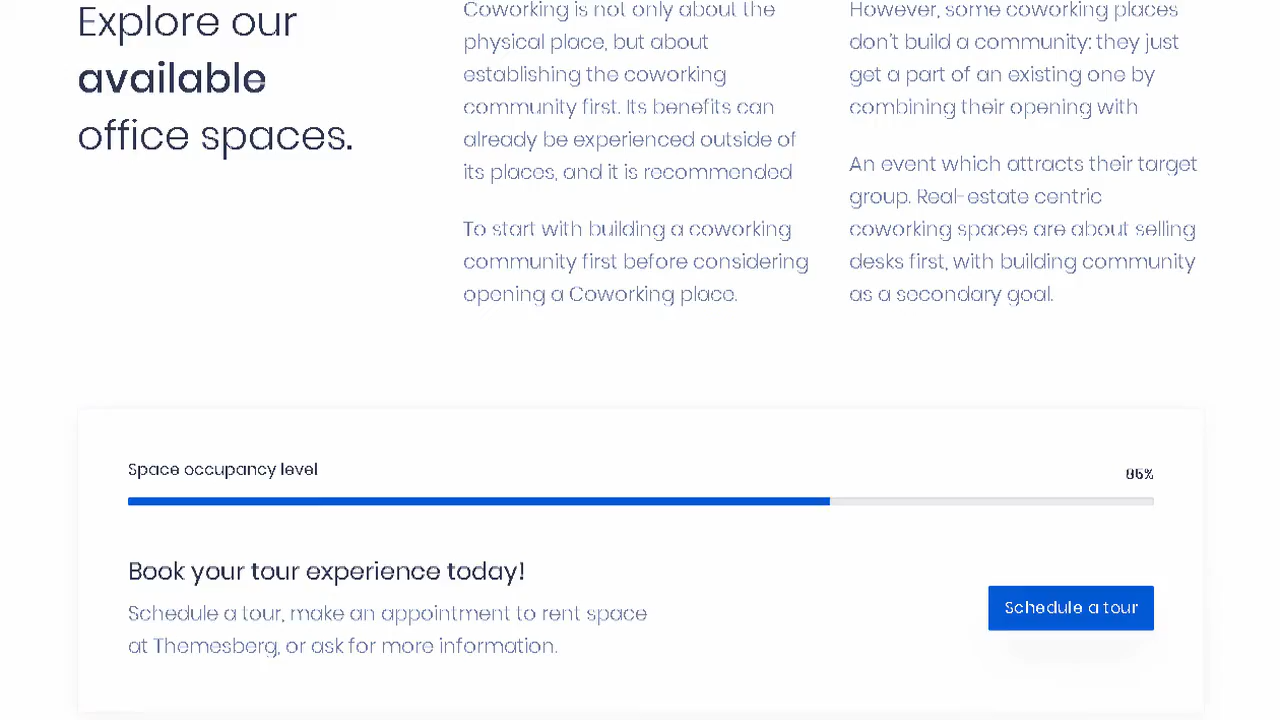 Explore our
available
office spaces.
Coworking is not only about the
physical place, but about
establishing the coworking
community first. Its benefits can
already be experienced outside of
its places, and it is recommended
To start with building a coworking
community first before considering
opening a Coworking place.
However, some coworking places
don't build a community: they just
get a part of an existing one by
combining their opening with
An event which attracts their target
group. Real-estate centric
coworking spaces are about selling
desks first, with building community
as a secondary goal.
Space occupancy level
85%
Book your tour experience today!
Schedule a tour, make an appointment to rent space
at Themesberg, or ask for more information.
Schedule a tour